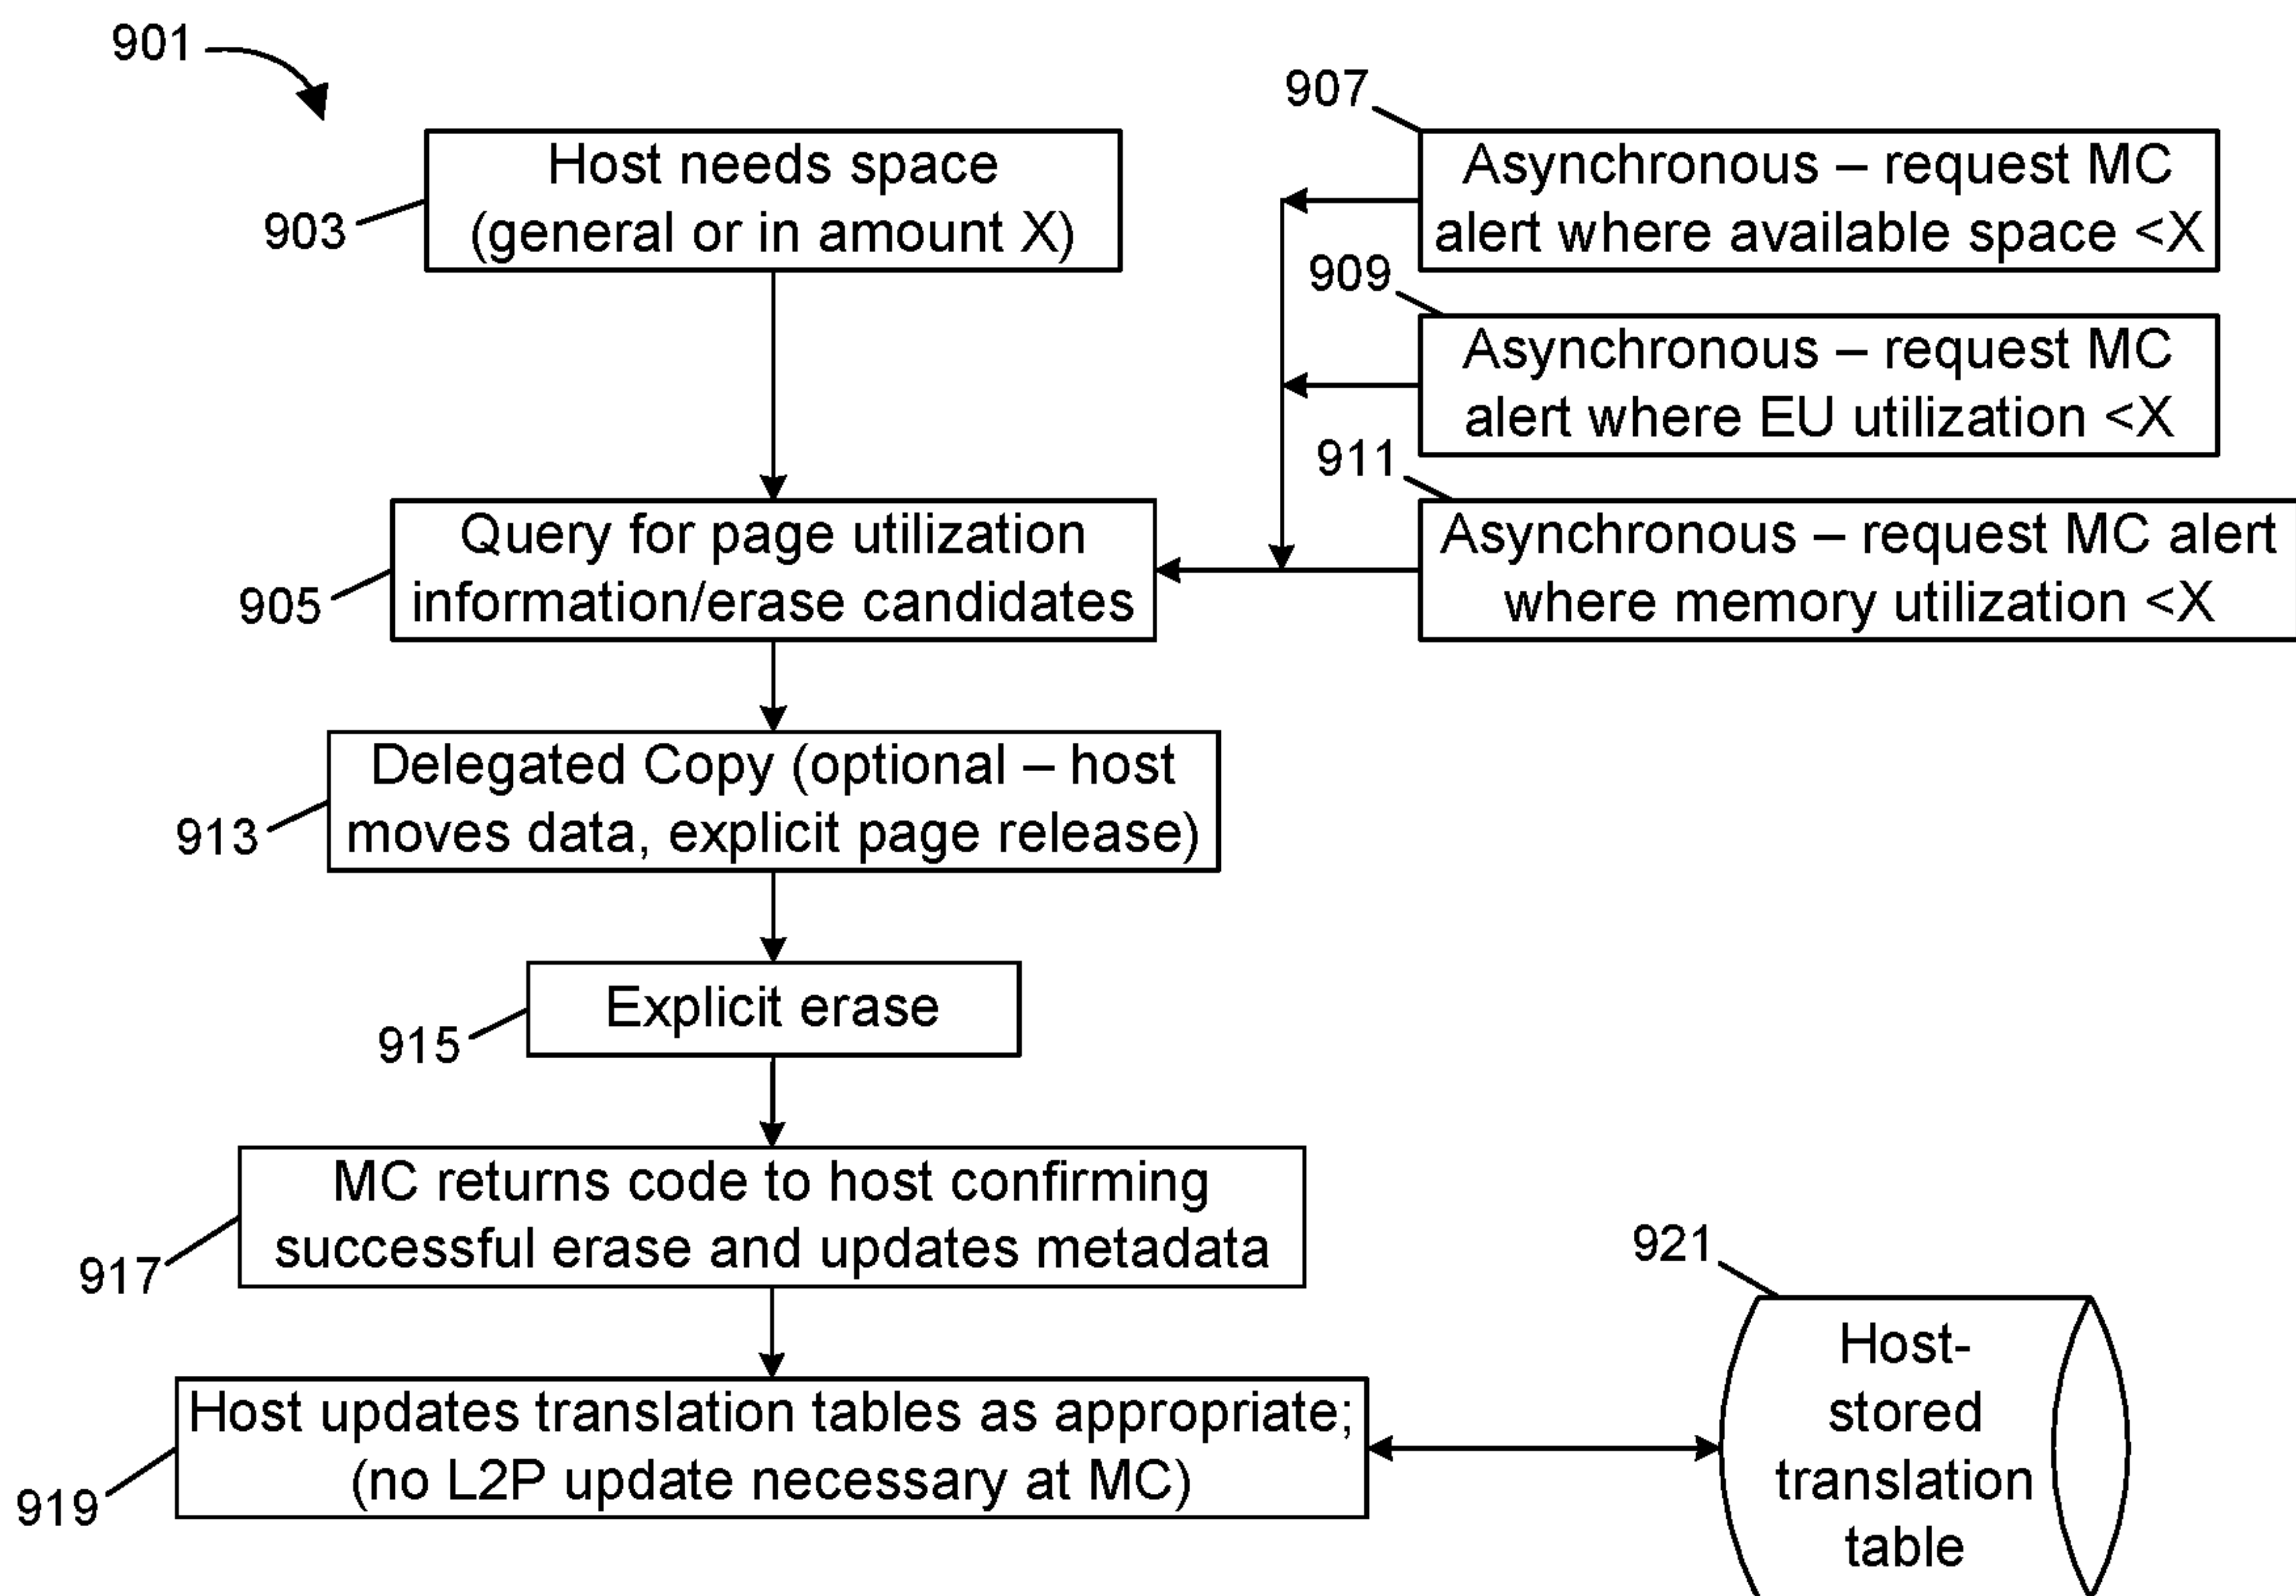 901
907
Host needs space
(general or in amount X)
903
Asynchronous – request MC
alert where available space <X
909
Asynchronous – request MC
alert where EU utilization <X
911
Query for page utilization
information/erase candidates
905
Asynchronous – request MC alert
where memory utilization <X
Delegated Copy (optional – host
moves data, explicit page release)
913
Explicit erase
915
MC returns code to host confirming
successful erase and updates metadata
917
921
Host updates translation tables as appropriate;
(no L2P update necessary at MC)
919
Host-
stored
translation
table